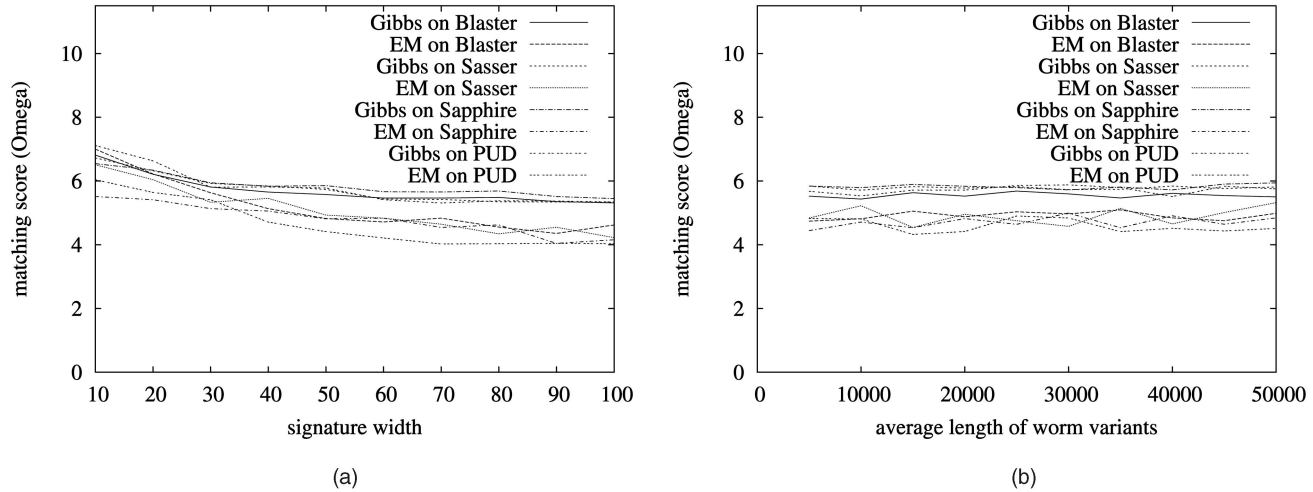 Gibbs on Blaster
EM on Blaster
Gibbs on Sasser
EM on Sasser
Gibbs on Sapphire
EM on Sapphire
Gibbs on PUD
EM on PUD
10
8
6
4
2
0
matching score (Omega)
10 20 30 40 50 60 70 80 90 100
signature width
(a)
Gibbs on Blaster
EM on Blaster
Gibbs on Sasser
EM on Sasser
Gibbs on Sapphire
EM on Sapphire
Gibbs on PUD
EM on PUD
10
8
6
4
2
0
matching score (Omega)
0 10000 20000 30000 40000 50000
average length of worm variants
(b)